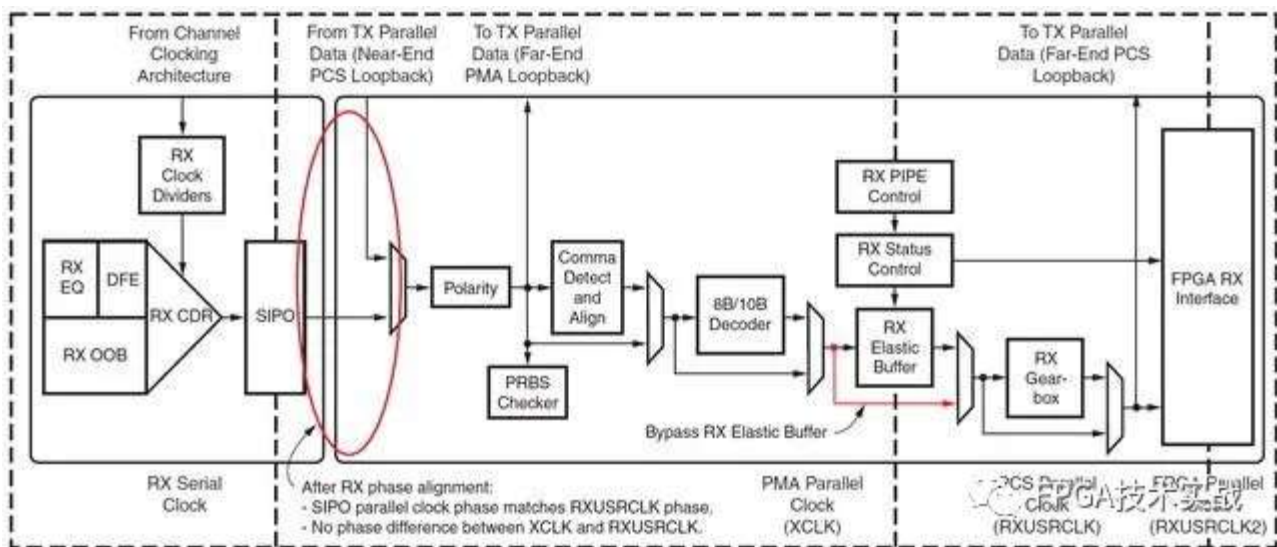 From Channel
Clocking
Architecture
From TX Parallel
Data (Near-End
PCS Loopback)
To TX Parallel
Data (Far-End
PMA Loopback)
To TX Parallel
Data (Far-End PCS
Loopback)
RX
Clock
Dividers
RX
EQ
DFE
RX CDR
RX OOB
SIPO
Polarity
PRBS
Checker
Comma
Detect
and
Align
8B/10B
Decoder
RX PIPE
Control
RX Status
Control
RX
Elastic
Buffer
RX
Gear-
box
FPGA RX
Interface
Bypass RX Elastic Buffer
RX Serial
Clock
After RX phase alignment:
- SIPO parallel clock phase matches RXUSRCLK phase.
- No phase difference between XCLK and RXUSRCLK.
PMA Parallel
Clock
(XCLK)
PCS Parallel
Clock
(RXUSRCLK)
FPGA Parallel
(RXUSRCLK2)
FPGA技术实战